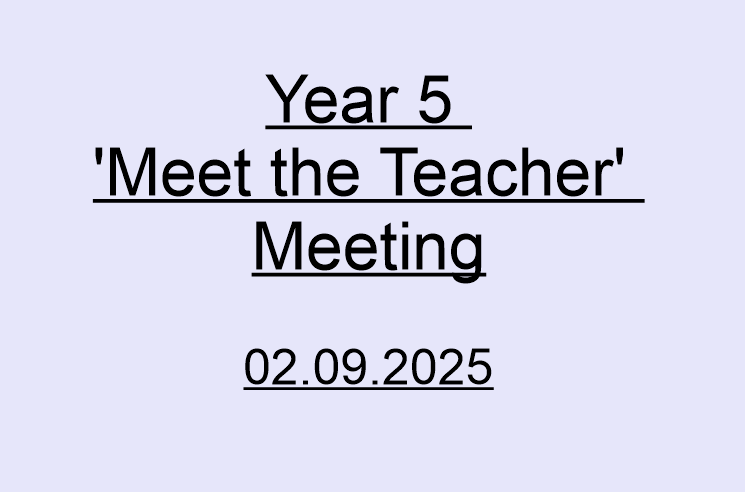 Year 5
'Meet the Teacher'
Meeting
02.09.2025